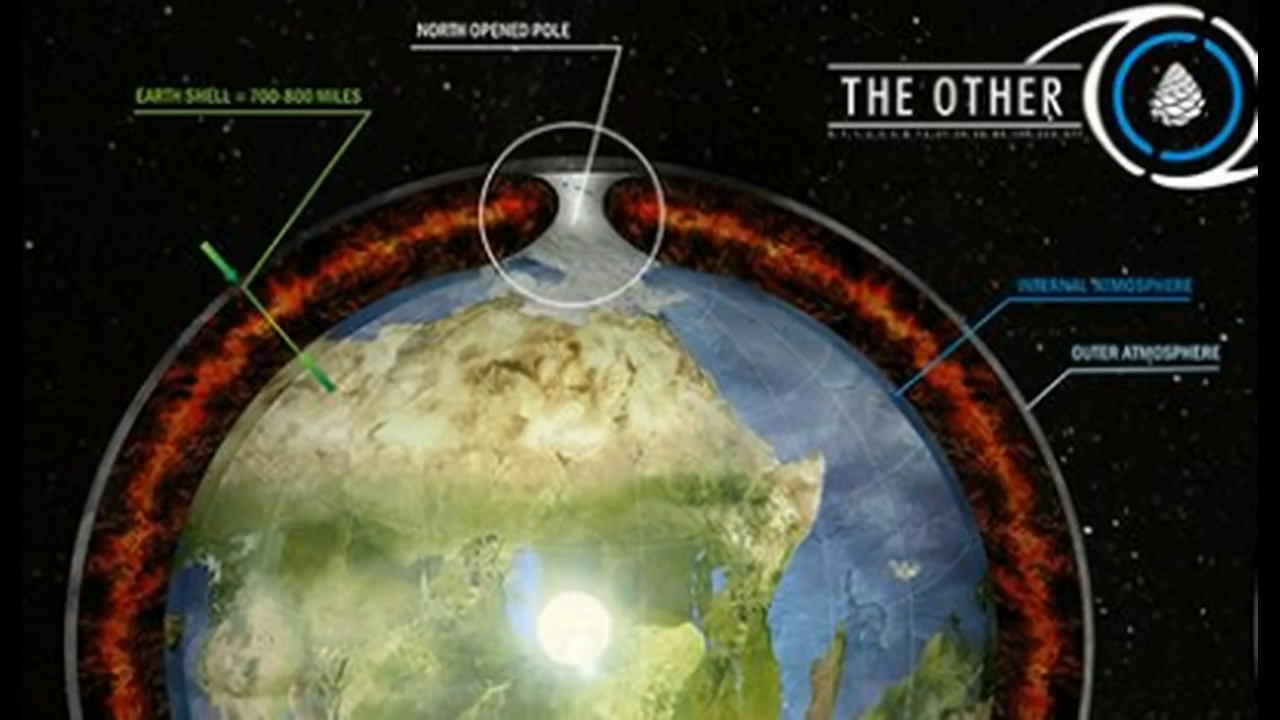 NORTH OPENED POLE
EARTH SHELL = 700-800 MILES
THE OTHER
INTERNAL ATMOSPHERE
OUTER ATMOSPHERE